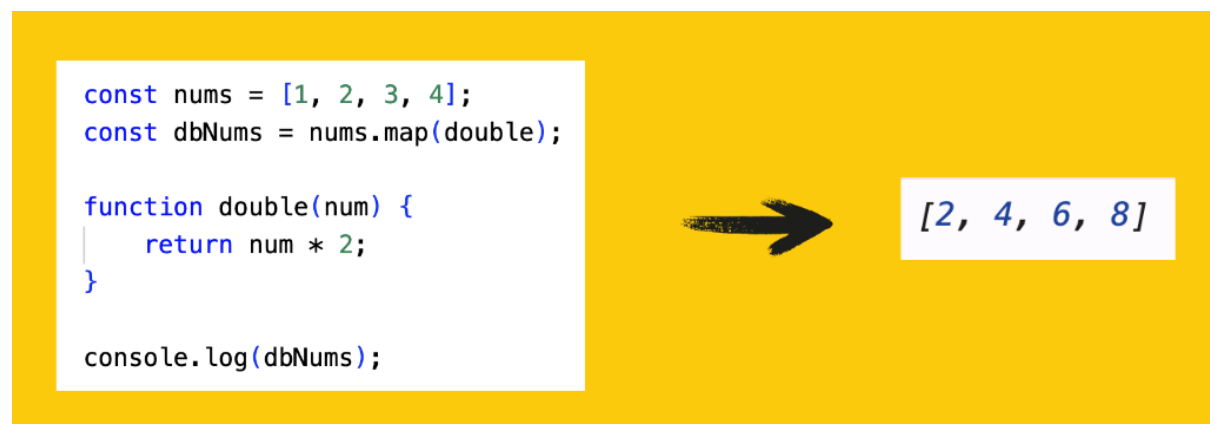 const nums = [1, 2, 3, 4];
const dbNums = nums.map(double);
function double(num) {
    return num * 2;
}
console.log(dbNums);
[2, 4, 6, 8]